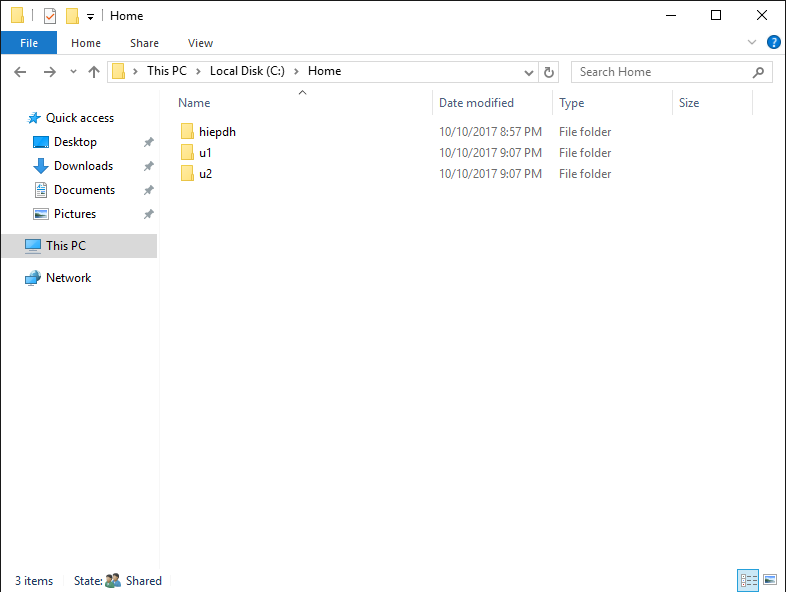 Home
File Home Share View
This PC Local Disk (C:) Home
Search Home
Name Date modified Type Size
Quick access
Desktop
Downloads
Documents
Pictures
This PC
Network
hiepdh 10/10/2017 8:57 PM File folder
u1 10/10/2017 9:07 PM File folder
u2 10/10/2017 9:07 PM File folder
3 items State: Shared